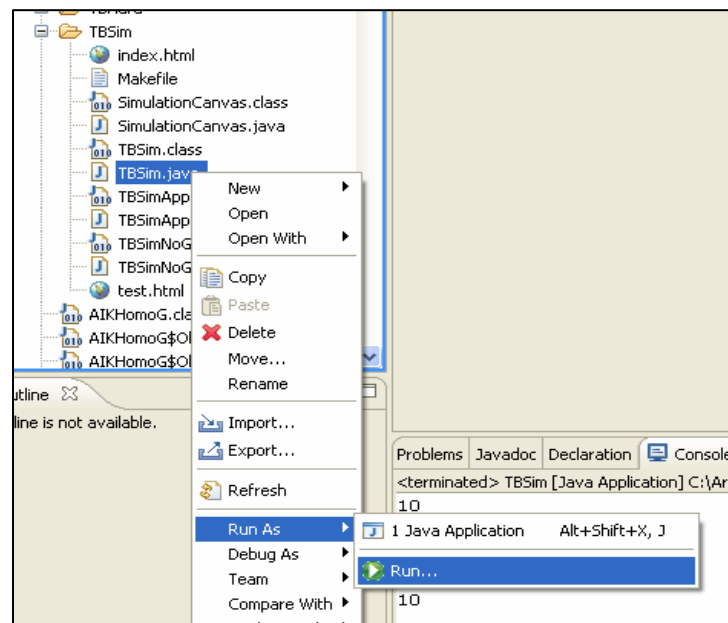 TBSim
index.html
Makefile
SimulationCanvas.class
SimulationCanvas.java
TBSim.class
TBSim.java
TBSimApp
TBSimApp
TBSimNoG
TBSimNoG
test.html
AIKHomoG.cla
AIKHomoG$Ol
AIKHomoG$Ol
New
Open
Open With
Copy
Paste
Delete
Move...
Rename
Import...
Export...
Refresh
Run As
Debug As
Team
Compare With
utline
line is not available.
Problems Javadoc Declaration Console
<terminated> TBSim [Java Application] C:\Ar
10
1 Java Application Alt+Shift+X, J
Run...
10